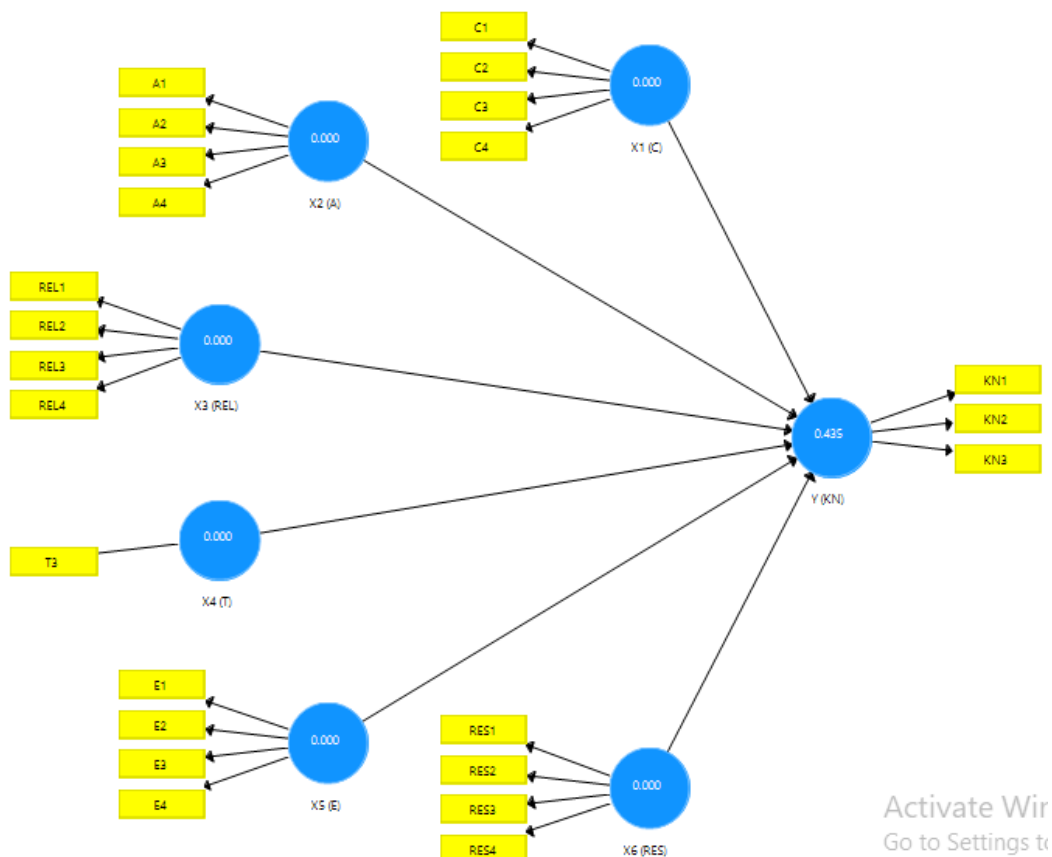 C1
C2
C3
C4
0.000
X1 (C)
A1
A2
A3
A4
0.000
X2 (A)
REL1
REL2
REL3
REL4
0.000
X3 (REL)
KN1
KN2
KN3
0.435
Y (KN)
T3
0.000
X4 (T)
E1
E2
E3
E4
0.000
X5 (E)
RES1
RES2
RES3
RES4
0.000
X6 (RES)
Activate Win
Go to Settings to